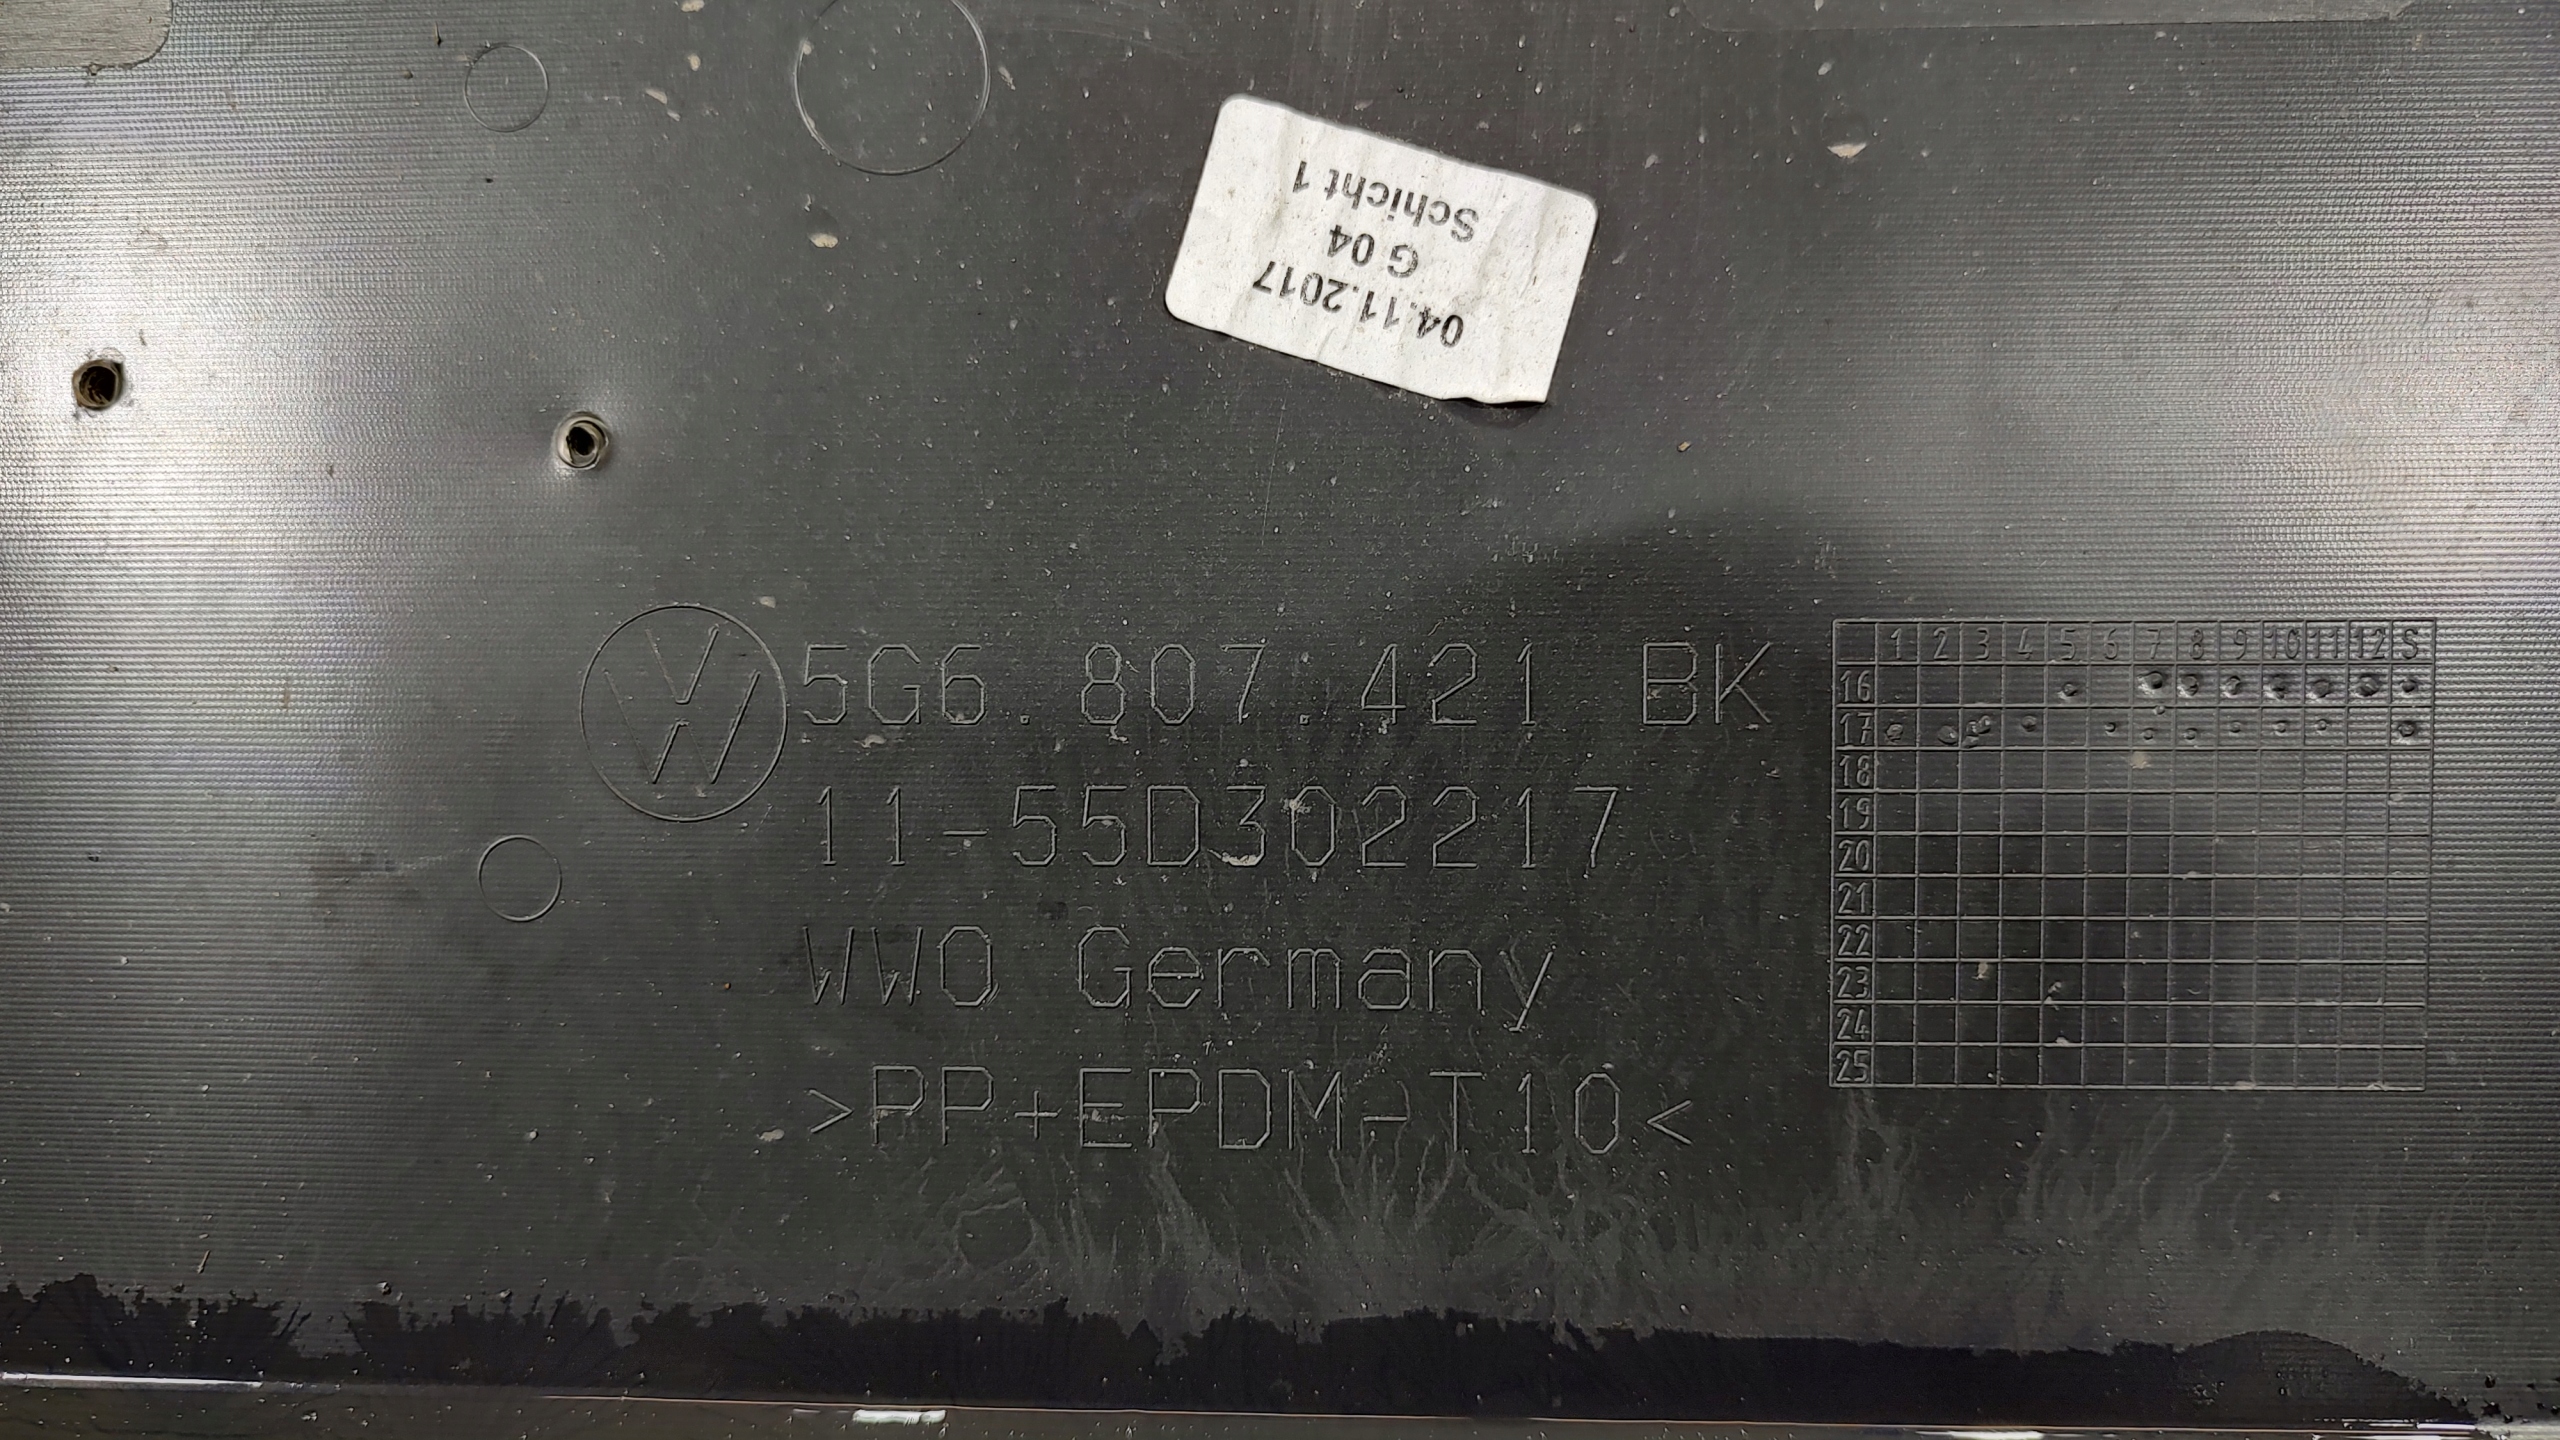 04.11.2017
G 04
Schicht 1
5G6.807.421 BK
11-55D302217
WWO Germany
>PP+EPDM-T10<
1 2 3 4 5 6 7 8 9 10 11 12 S
16
17
18
19
20
21
22
23
24
25